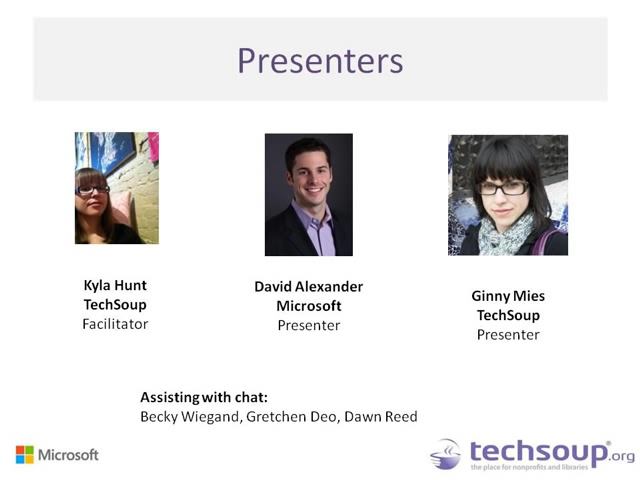 Presenters
Kyla Hunt
TechSoup
Facilitator
David Alexander
Microsoft
Presenter
Ginny Mies
TechSoup
Presenter
Assisting with chat:
Becky Wiegand, Gretchen Deo, Dawn Reed
Microsoft
techsoup®.org
the place for nonprofits and libraries